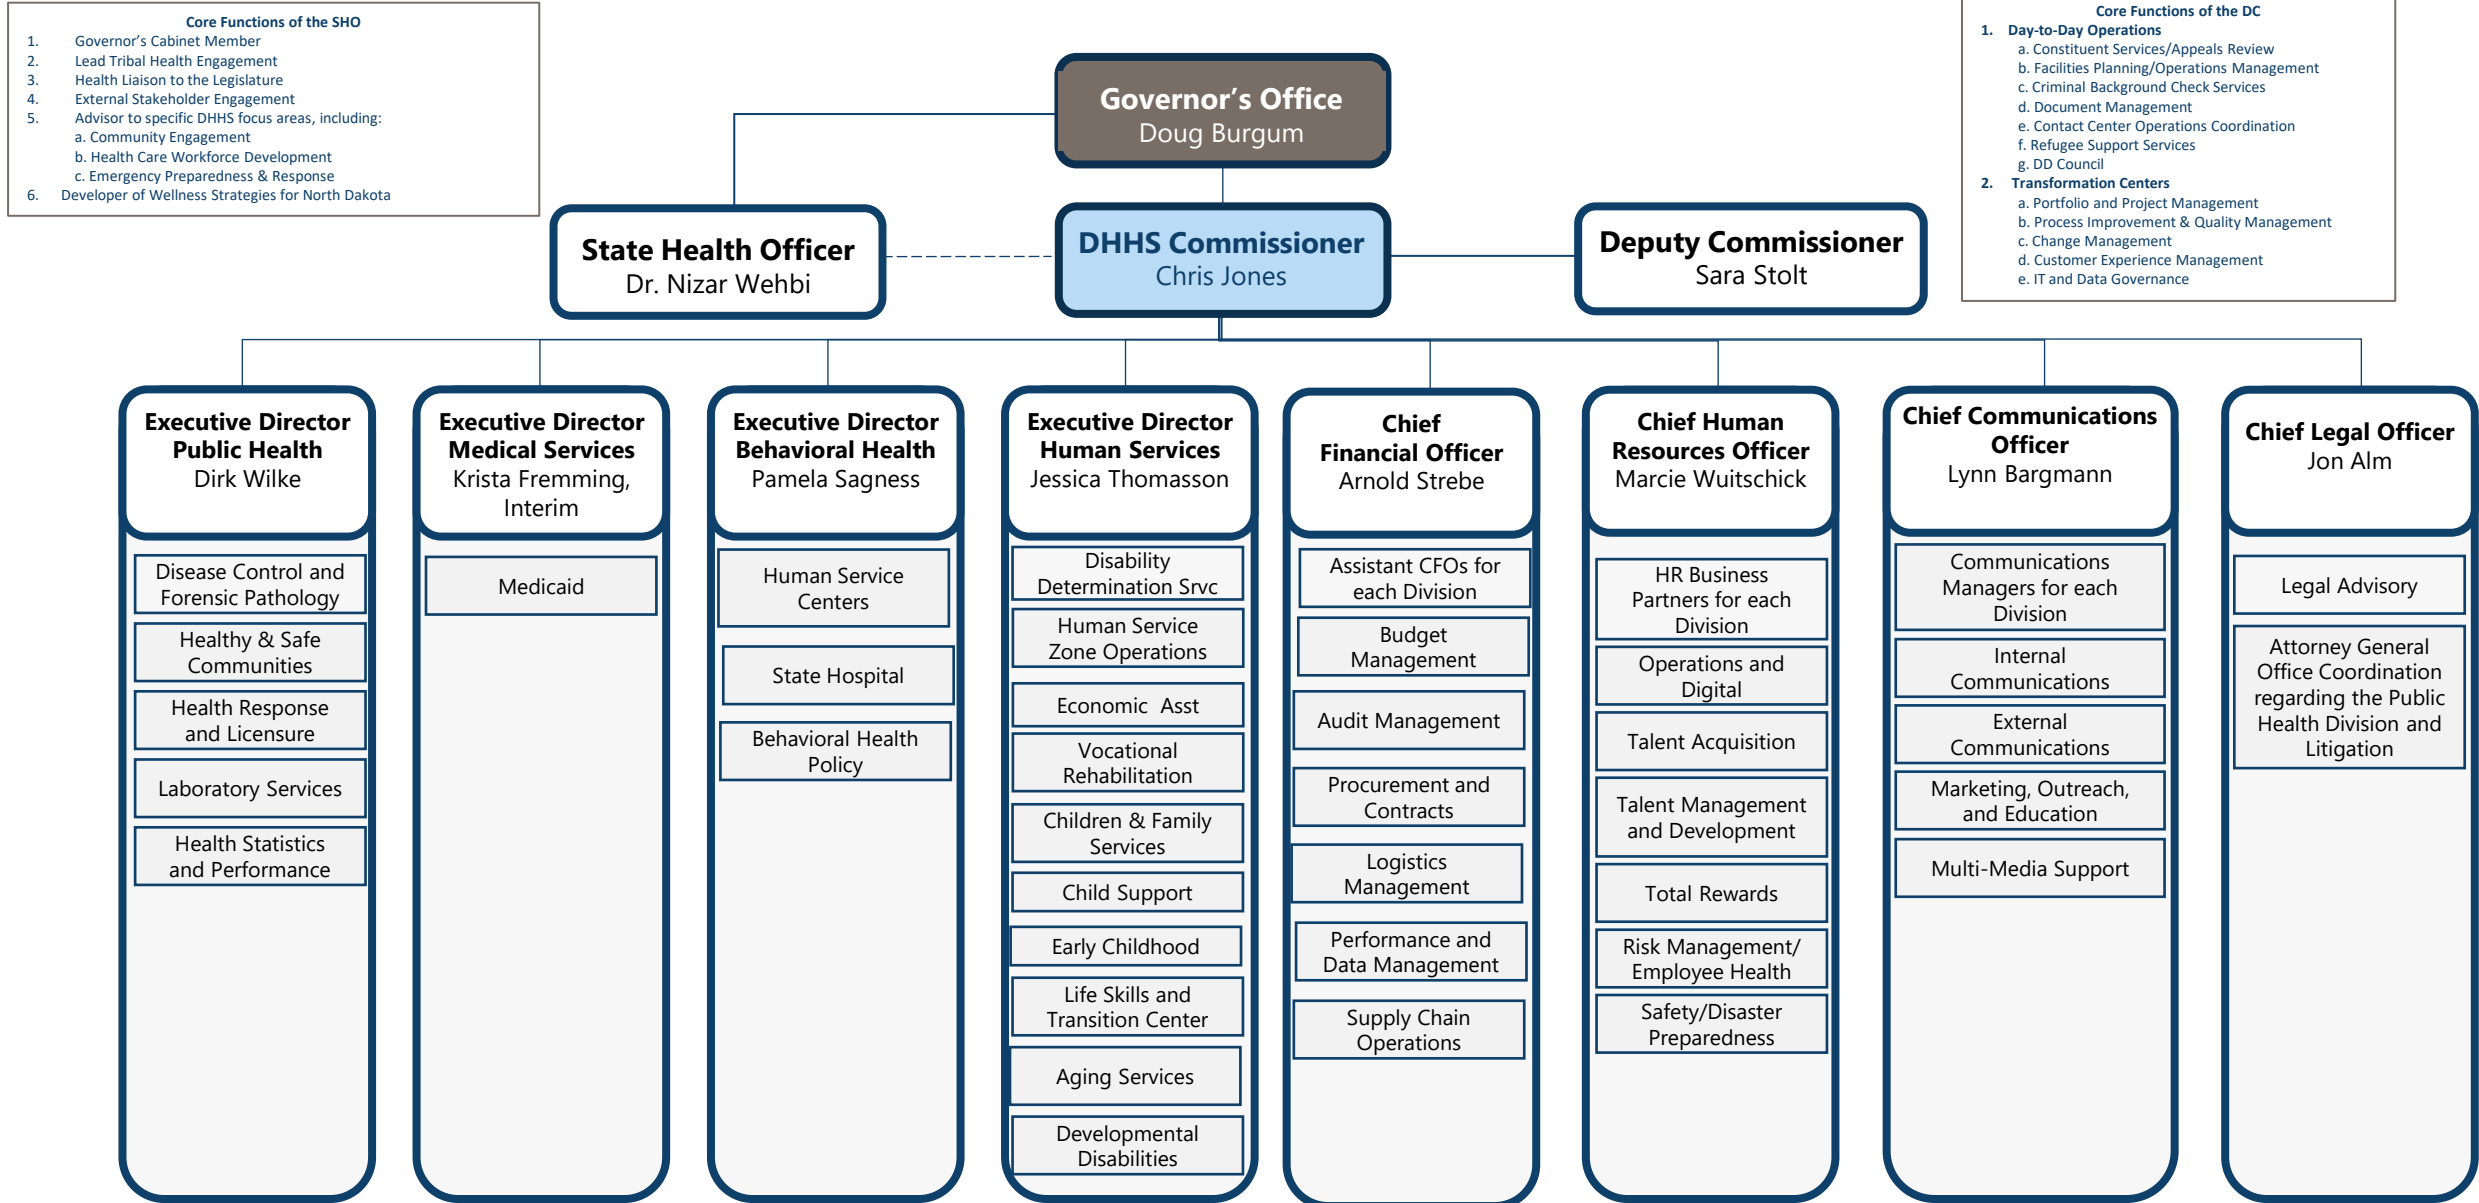 Core Functions of the SHO
1. Governor's Cabinet Member
2. Lead Tribal Health Engagement
3. Health Liaison to the Legislature
4. External Stakeholder Engagement
5. Advisor to specific DHHS focus areas, including:
a. Community Engagement
b. Health Care Workforce Development
c. Emergency Preparedness & Response
6. Developer of Wellness Strategies for North Dakota
Core Functions of the DC
1. Day-to-Day Operations
a. Constituent Services/Appeals Review
b. Facilities Planning/Operations Management
c. Criminal Background Check Services
d. Document Management
e. Contact Center Operations Coordination
f. Refugee Support Services
g. DD Council
2. Transformation Centers
a. Portfolio and Project Management
b. Process Improvement & Quality Management
c. Change Management
d. Customer Experience Management
e. IT and Data Governance
Governor's Office
Doug Burgum
State Health Officer
Dr. Nizar Wehbi
DHHS Commissioner
Chris Jones
Deputy Commissioner
Sara Stolt
Executive Director
Public Health
Dirk Wilke
Disease Control and
Forensic Pathology
Healthy & Safe
Communities
Health Response
and Licensure
Laboratory Services
Health Statistics
and Performance
Executive Director
Medical Services
Krista Fremming,
Interim
Medicaid
Executive Director
Behavioral Health
Pamela Sagness
Human Service
Centers
State Hospital
Behavioral Health
Policy
Executive Director
Human Services
Jessica Thomasson
Disability
Determination Srvc
Human Service
Zone Operations
Economic Asst
Vocational
Rehabilitation
Children & Family
Services
Child Support
Early Childhood
Life Skills and
Transition Center
Aging Services
Developmental
Disabilities
Chief
Financial Officer
Arnold Strebe
Assistant CFOs for
each Division
Budget
Management
Audit Management
Procurement and
Contracts
Logistics
Management
Performance and
Data Management
Supply Chain
Operations
Chief Human
Resources Officer
Marcie Wuitschick
HR Business
Partners for each
Division
Operations and
Digital
Talent Acquisition
Talent Management
and Development
Total Rewards
Risk Management/
Employee Health
Safety/Disaster
Preparedness
Chief Communications
Officer
Lynn Bargmann
Communications
Managers for each
Division
Internal
Communications
External
Communications
Marketing, Outreach,
and Education
Multi-Media Support
Chief Legal Officer
Jon Alm
Legal Advisory
Attorney General
Office Coordination
regarding the Public
Health Division and
Litigation